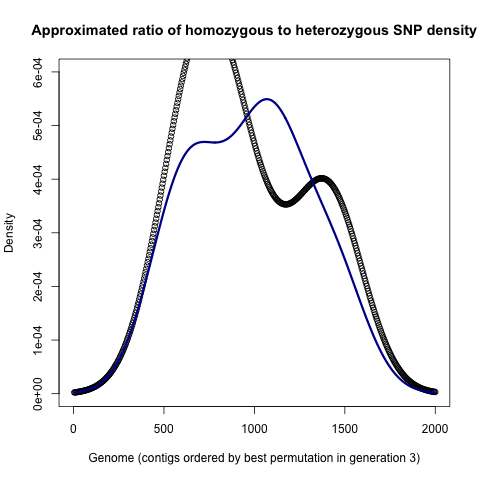 Approximated ratio of homozygous to heterozygous SNP density
6e-04
5e-04
4e-04
3e-04
2e-04
1e-04
0e+00
Density
0 500 1000 1500 2000
Genome (contigs ordered by best permutation in generation 3)